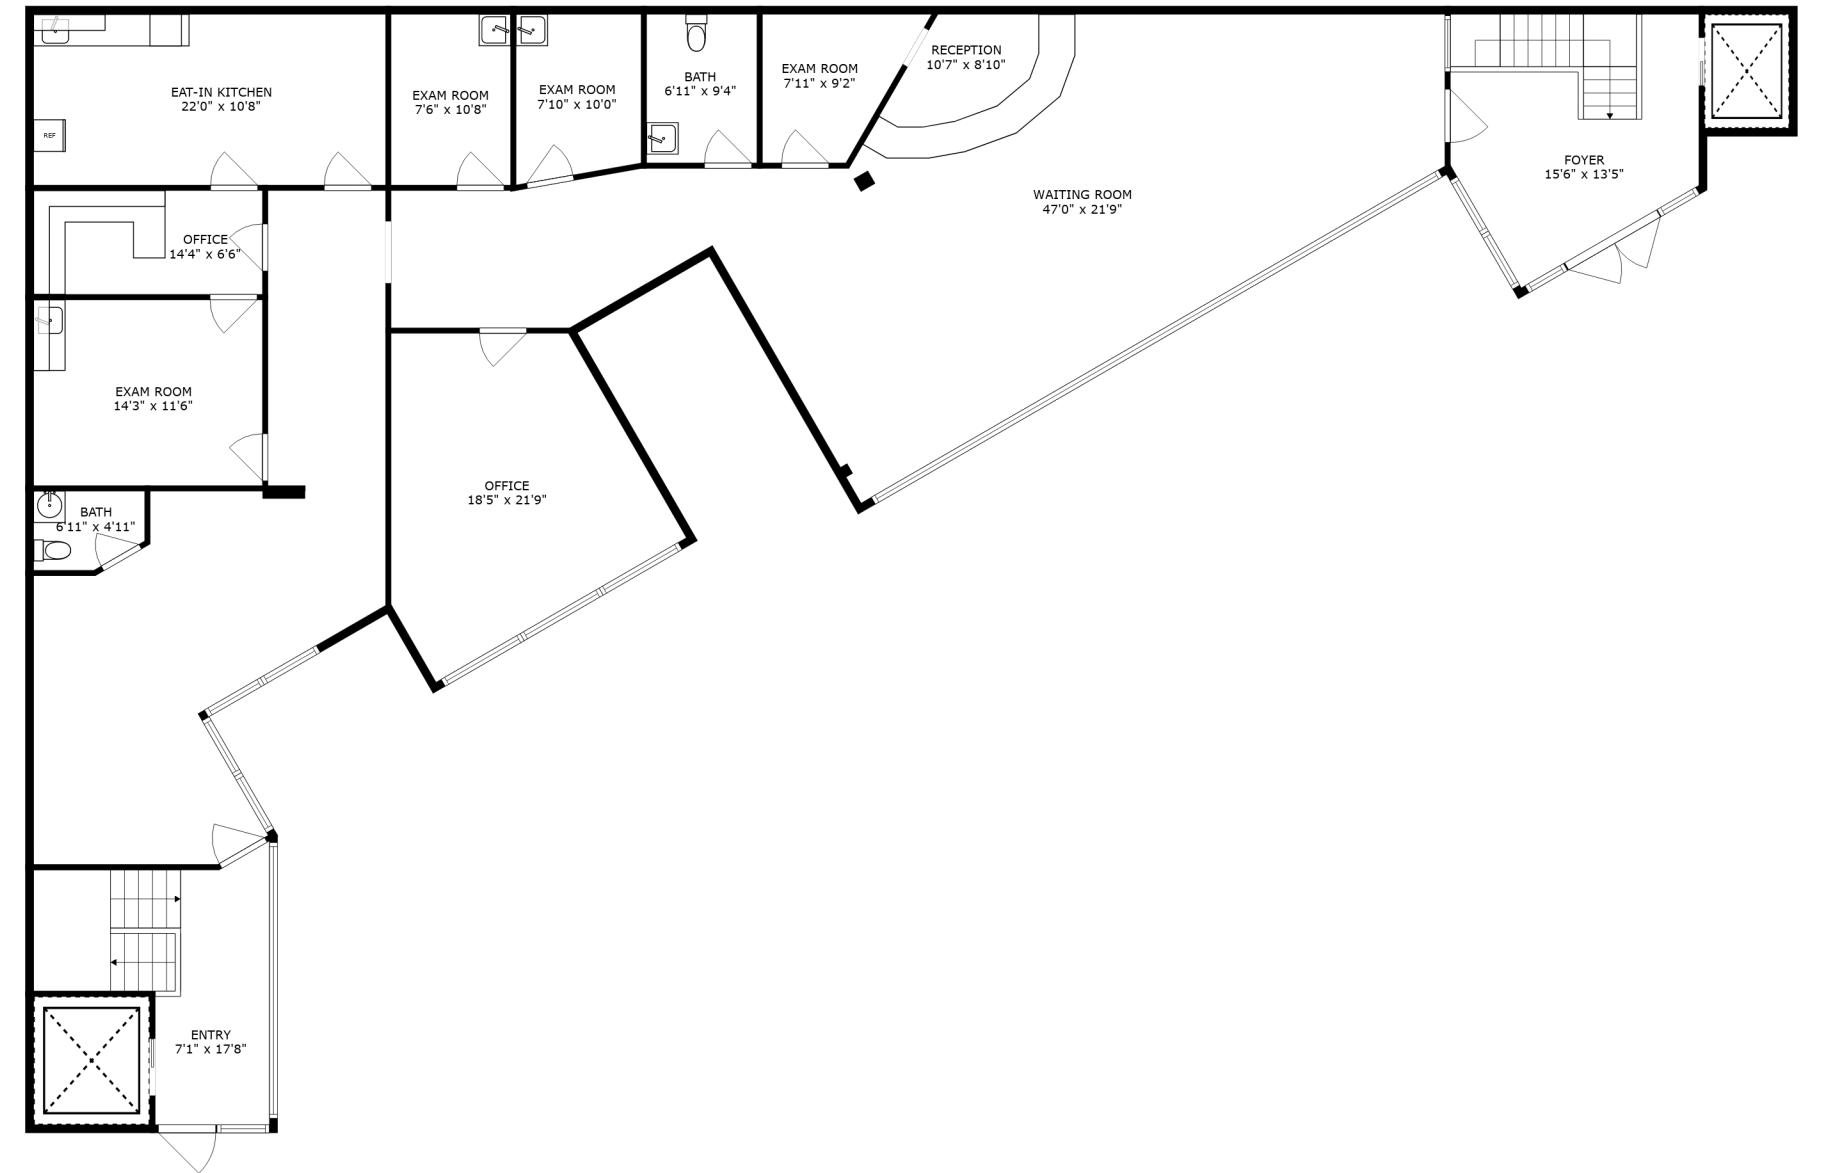 EAT-IN KITCHEN
22'0" x 10'8"
REF
EXAM ROOM
7'6" x 10'8"
EXAM ROOM
7'10" x 10'0"
BATH
6'11" x 9'4"
EXAM ROOM
7'11" x 9'2"
RECEPTION
10'7" x 8'10"
WAITING ROOM
47'0" x 21'9"
FOYER
15'6" x 13'5"
OFFICE
14'4" x 6'6"
EXAM ROOM
14'3" x 11'6"
OFFICE
18'5" x 21'9"
BATH
6'11" x 4'11"
ENTRY
7'1" x 17'8"